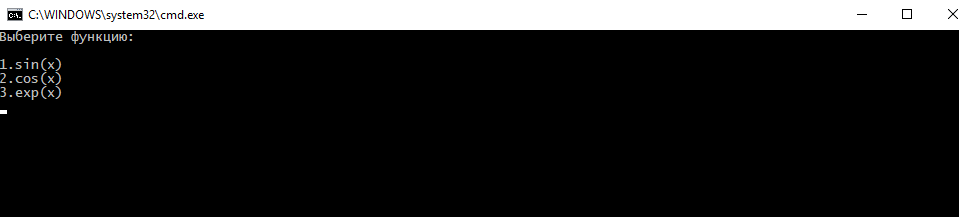 C:\WINDOWS\system32\cmd.exe
Выберите функцию:
1.sin(x)
2.cos(x)
3.exp(x)